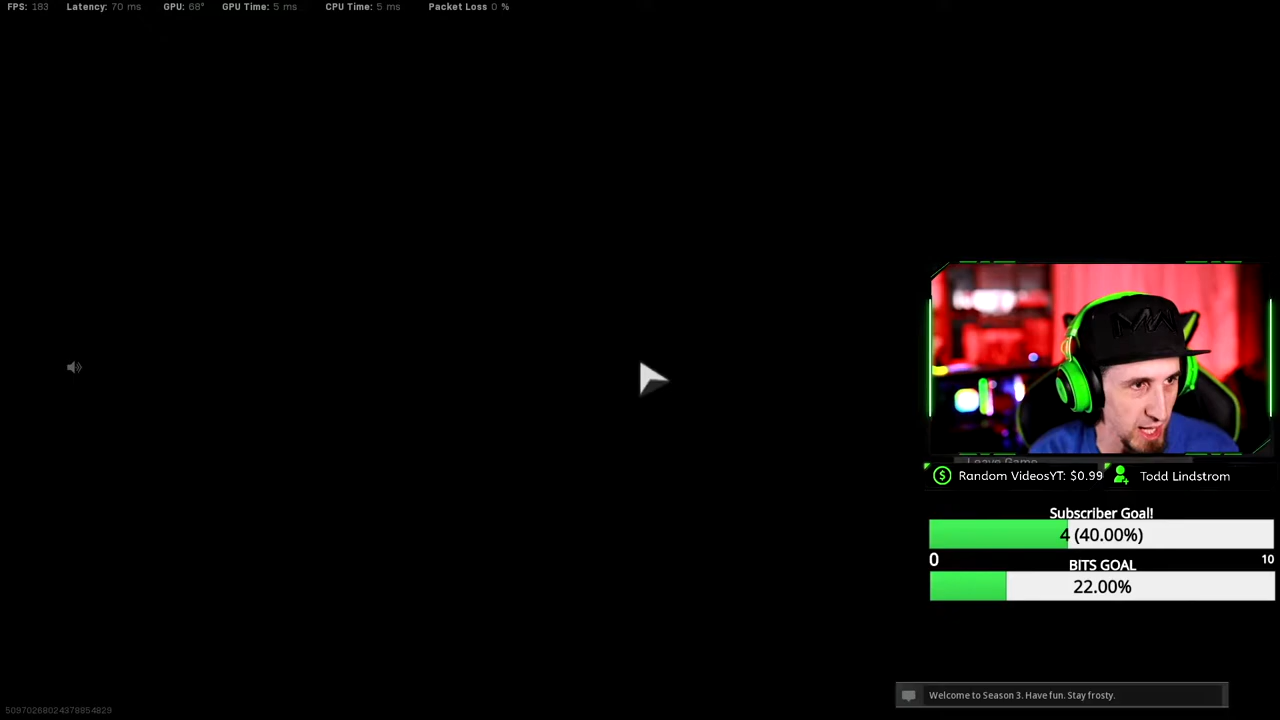 FPS: 183 Latency: 70 ms GPU: 68° GPU Time: 5 ms CPU Time: 5 ms Packet Loss 0 %
Leave Game
Random VideosYT: $0.99 Todd Lindstrom
Subscriber Goal!
4 (40.00%)
0 10
BITS GOAL
22.00%
Welcome to Season 3. Have fun. Stay frosty.